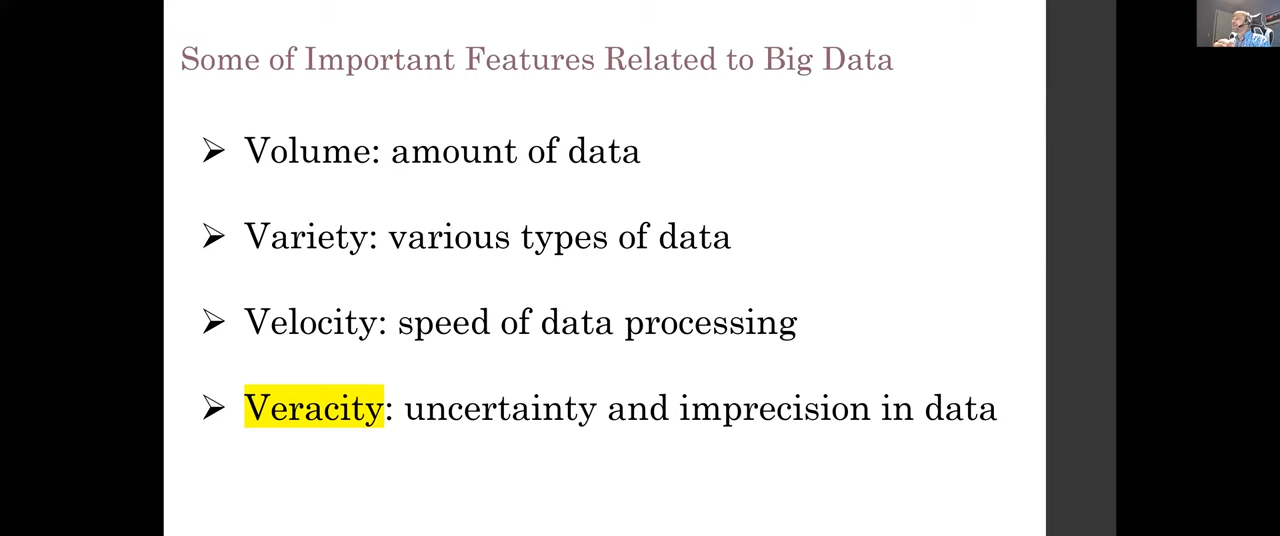 Some of Important Features Related to Big Data
➢ Volume: amount of data
➢ Variety: various types of data
➢ Velocity: speed of data processing
➢ Veracity: uncertainty and imprecision in data